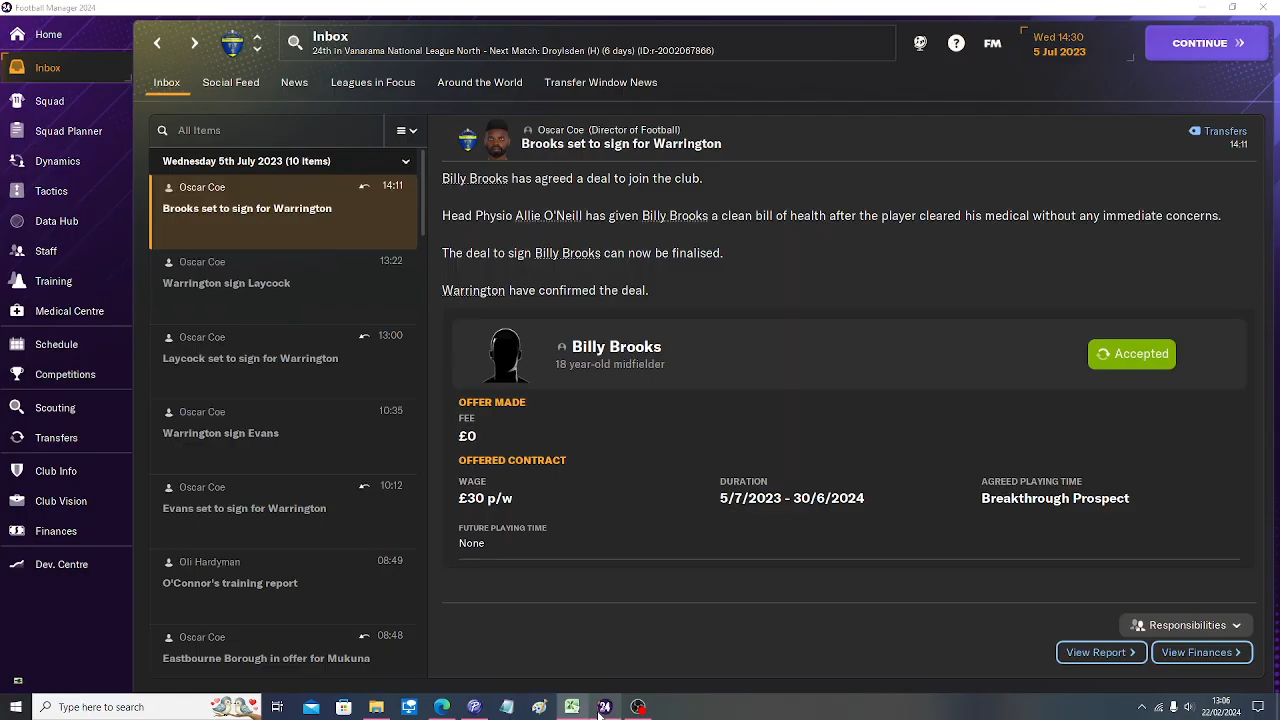 24 Football Manager 2024
Home
Inbox
Squad
Squad Planner
Dynamics
Tactics
Data Hub
Staff
Training
Medical Centre
Schedule
Competitions
Scouting
Transfers
Club Info
Club Vision
Finances
Dev. Centre
Inbox
24th in Vanarama National League North - Next Match: Droylsden (H) (6 days) (ID:r-2002067866)
?
FM
Wed 14:30
5 Jul 2023
CONTINUE
Inbox Social Feed News Leagues in Focus Around the World Transfer Window News
All Items
Wednesday 5th July 2023 (10 items)
Oscar Coe 14:11
Brooks set to sign for Warrington
Oscar Coe 13:22
Warrington sign Laycock
Oscar Coe 13:00
Laycock set to sign for Warrington
Oscar Coe 10:35
Warrington sign Evans
Oscar Coe 10:12
Evans set to sign for Warrington
Oli Hardyman 08:49
O'Connor's training report
Oscar Coe 08:48
Eastbourne Borough in offer for Mukuna
Oscar Coe (Director of Football)
Brooks set to sign for Warrington
Transfers
14:11
Billy Brooks has agreed a deal to join the club.
Head Physio Allie O'Neill has given Billy Brooks a clean bill of health after the player cleared his medical without any immediate concerns.
The deal to sign Billy Brooks can now be finalised.
Warrington have confirmed the deal.
Billy Brooks
18 year-old midfielder
Accepted
OFFER MADE
FEE
£0
OFFERED CONTRACT
WAGE
£30 p/w
DURATION
5/7/2023 - 30/6/2024
AGREED PLAYING TIME
Breakthrough Prospect
FUTURE PLAYING TIME
None
Responsibilities
View Report
View Finances
Type here to search
24
13:06
22/02/2024